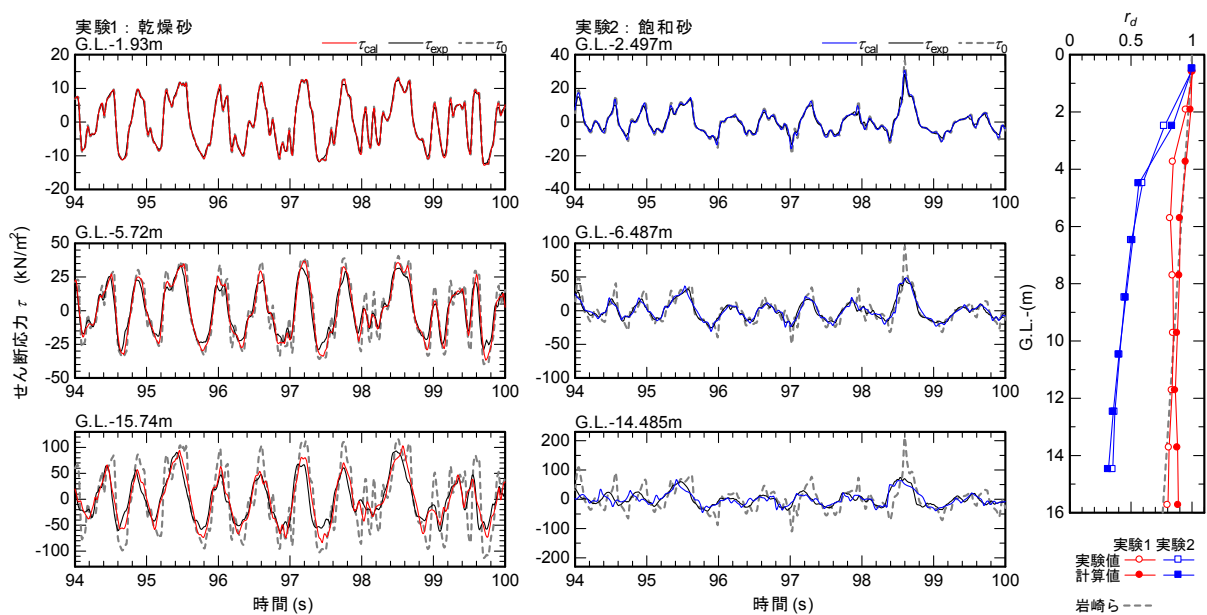 実験1：乾燥砂
G.L.-1.93m
τcal τexp τ0
20
10
0
-10
-20
94 95 96 97 98 99 100
G.L.-5.72m
50
25
0
-25
-50
94 95 96 97 98 99 100
G.L.-15.74m
100
50
0
-50
-100
94 95 96 97 98 99 100
時間 (s)
せん断応力 τ (kN/m²)
実験2：飽和砂
G.L.-2.497m
τcal τexp τ0
40
20
0
-20
-40
94 95 96 97 98 99 100
G.L.-6.487m
100
50
0
-50
-100
94 95 96 97 98 99 100
G.L.-14.485m
200
100
0
-100
-200
94 95 96 97 98 99 100
時間 (s)
rd
0 0.5 1
0
2
4
6
8
10
12
14
16
G.L.-(m)
実験1 実験2
実験値
計算値
岩崎ら